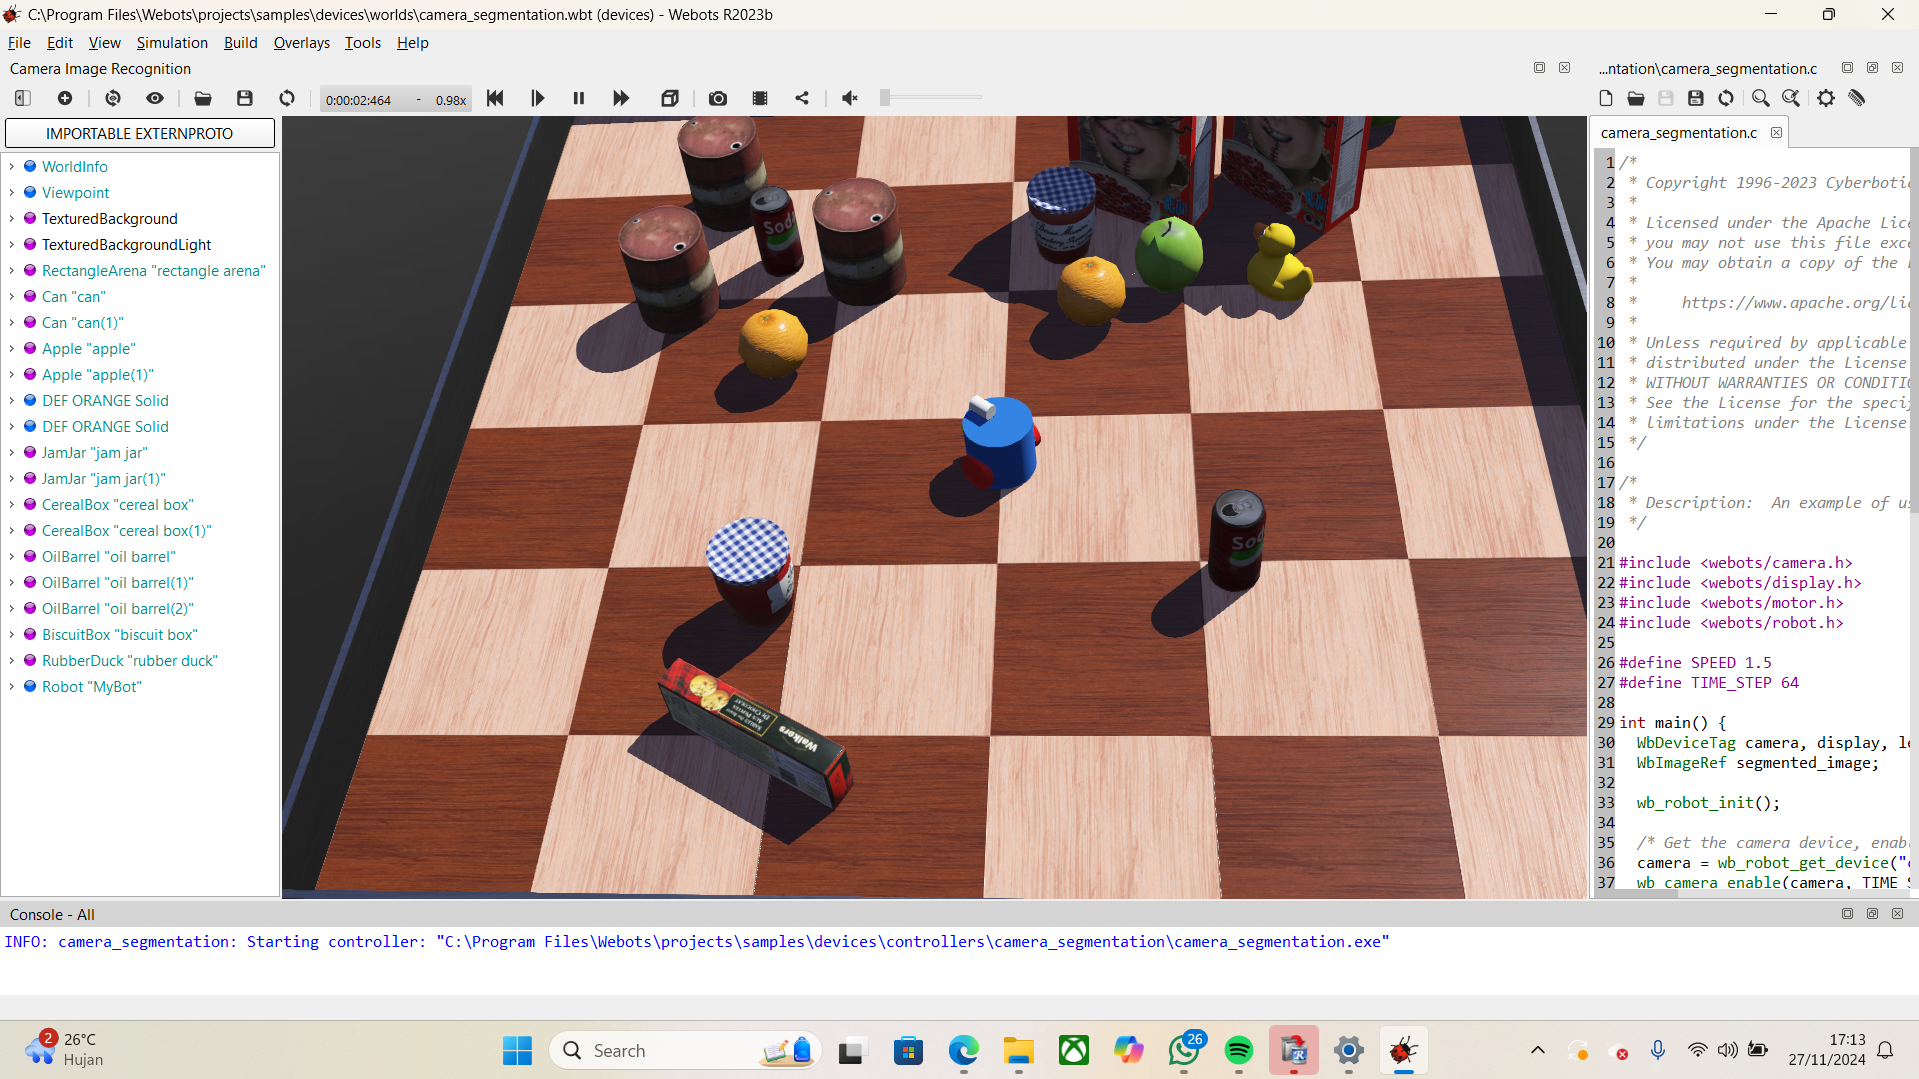 C:\Program Files\Webots\projects\samples\devices\worlds\camera_segmentation.wbt (devices) - Webots R2023b
File Edit View Simulation Build Overlays Tools Help
Camera Image Recognition
0:00:02:464 - 0.98x
IMPORTABLE EXTERNPROTO
WorldInfo
Viewpoint
TexturedBackground
TexturedBackgroundLight
RectangleArena "rectangle arena"
Can "can"
Can "can(1)"
Apple "apple"
Apple "apple(1)"
DEF ORANGE Solid
DEF ORANGE Solid
JamJar "jam jar"
JamJar "jam jar(1)"
CerealBox "cereal box"
CerealBox "cereal box(1)"
OilBarrel "oil barrel"
OilBarrel "oil barrel(1)"
OilBarrel "oil barrel(2)"
BiscuitBox "biscuit box"
RubberDuck "rubber duck"
Robot "MyBot"
Soda
Walkers
...ntation\camera_segmentation.c
camera_segmentation.c
1 /*
2 * Copyright 1996-2023 Cyberbotic
3 *
4 * Licensed under the Apache Lice
5 * you may not use this file exce
6 * You may obtain a copy of the L
7 *
8 * https://www.apache.org/lic
9 *
10 * Unless required by applicable
11 * distributed under the License
12 * WITHOUT WARRANTIES OR CONDITIO
13 * See the License for the specif
14 * limitations under the License.
15 */
16
17 /*
18 * Description: An example of us
19 */
20
21 #include <webots/camera.h>
22 #include <webots/display.h>
23 #include <webots/motor.h>
24 #include <webots/robot.h>
25
26 #define SPEED 1.5
27 #define TIME_STEP 64
28
29 int main() {
30 WbDeviceTag camera, display, le
31 WbImageRef segmented_image;
32
33 wb_robot_init();
34
35 /* Get the camera device, enab
36 camera = wb_robot_get_device("c
37 wb_camera_enable(camera, TIME_S
Console - All
INFO: camera_segmentation: Starting controller: "C:\Program Files\Webots\projects\samples\devices\controllers\camera_segmentation\camera_segmentation.exe"
2
26°C
Hujan
Search
26
17:13
27/11/2024